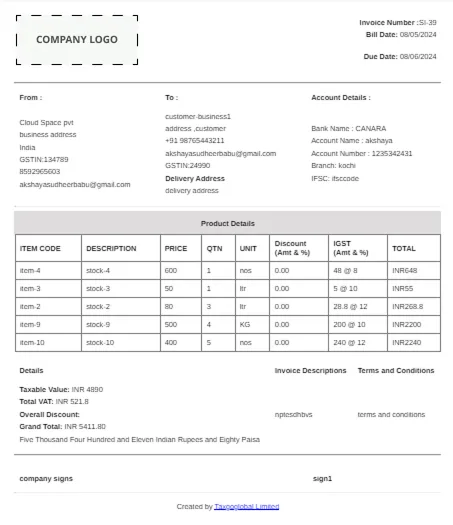 COMPANY LOGO
Invoice Number :SI-39
Bill Date: 08/05/2024
Due Date: 08/06/2024
From :
Cloud Space pvt
business address
India
GSTIN:134789
8592965603
akshayasudheerbabu@gmail.com
To :
customer-business1
address ,customer
+91 98765443211
akshayasudheerbabu@gmail.com
GSTIN:24990
Delivery Address
delivery address
Account Details :
Bank Name : CANARA
Account Name : akshaya
Account Number : 1235342431
Branch: kochi
IFSC: ifsccode
Product Details
ITEM CODE DESCRIPTION PRICE QTN UNIT Discount (Amt & %) IGST (Amt & %) TOTAL
item-4 stock-4 600 1 nos 0.00 48 @ 8 INR648
item-3 stock-3 50 1 ltr 0.00 5 @ 10 INR55
item-2 stock-2 80 3 ltr 0.00 28.8 @ 12 INR268.8
item-9 stock-9 500 4 KG 0.00 200 @ 10 INR2200
item-10 stock-10 400 5 nos 0.00 240 @ 12 INR2240
Details Invoice Descriptions Terms and Conditions
Taxable Value: INR 4890
Total VAT: INR 521.8
Overall Discount: nptesdhbvs terms and conditions
Grand Total: INR 5411.80
Five Thousand Four Hundred and Eleven Indian Rupees and Eighty Paisa
company signs sign1
Created by Taxgoglobal Limited